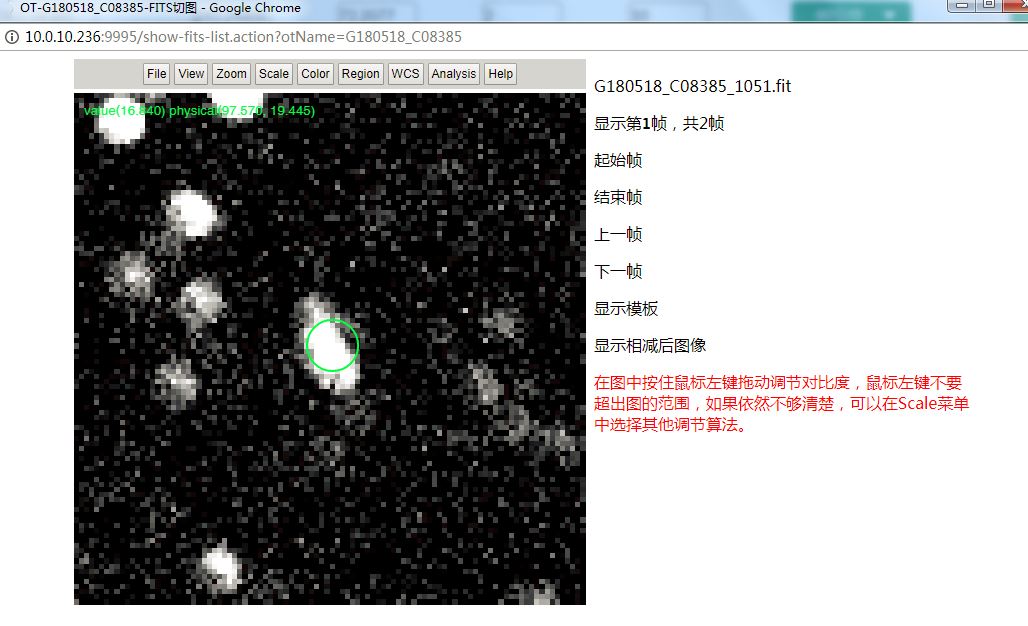 OT-G180518_C08385-FITS切图 - Google Chrome
10.0.10.236:9995/show-fits-list.action?otName=G180518_C08385
File View Zoom Scale Color Region WCS Analysis Help
value(16.640) physical(97.570, 19.445)
G180518_C08385_1051.fit
显示第1帧，共2帧
起始帧
结束帧
上一帧
下一帧
显示模板
显示相减后图像
在图中按住鼠标左键拖动调节对比度，鼠标左键不要
超出图的范围，如果依然不够清楚，可以在Scale菜单
中选择其他调节算法。